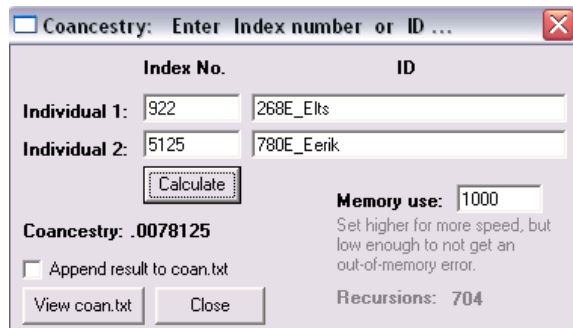 Coancestry: Enter Index number or ID ...
Index No. ID
Individual 1: 922 268E_Elts
Individual 2: 5125 780E_Eerik
Calculate
Memory use: 1000
Set higher for more speed, but
low enough to not get an
out-of-memory error.
Coancestry: .0078125
Append result to coan.txt
View coan.txt Close
Recursions: 704